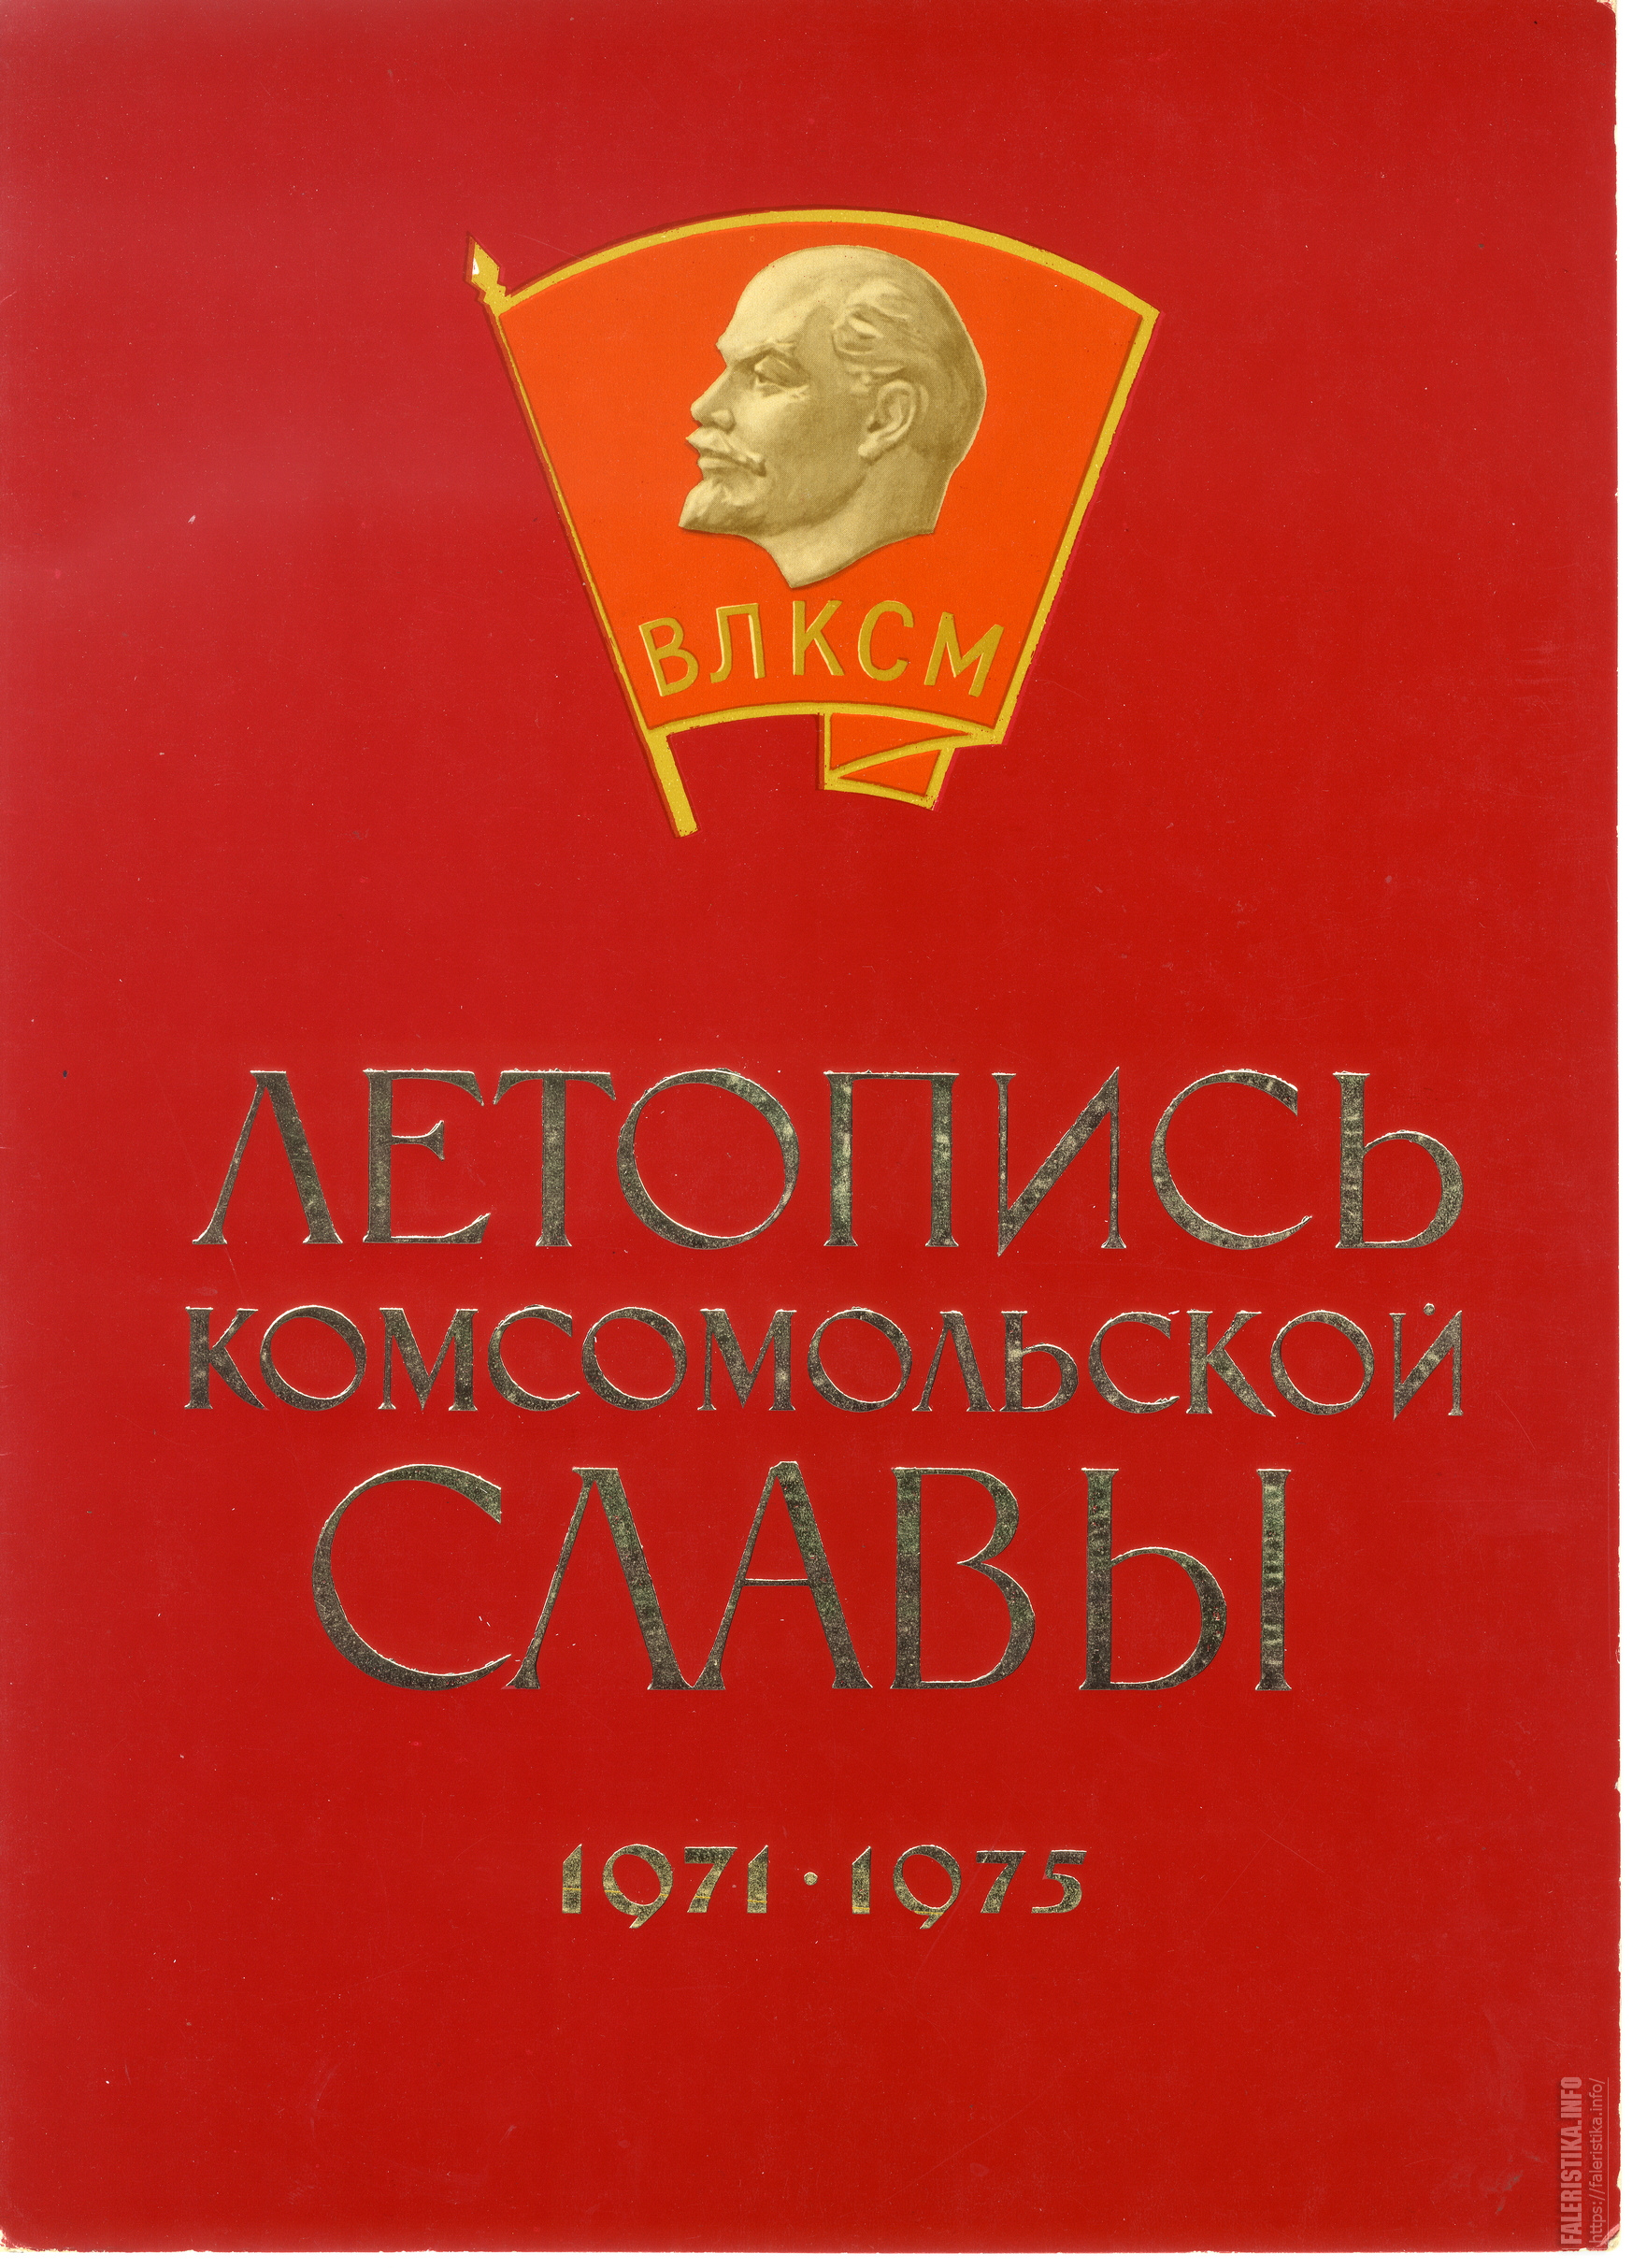 ВЛКСМ
ЛЕТОПИСЬ
КОМСОМОЛЬСКОЙ
СЛАВЫ
1971 · 1975
FALERISTIKA.INFO
https://faleristika.info/